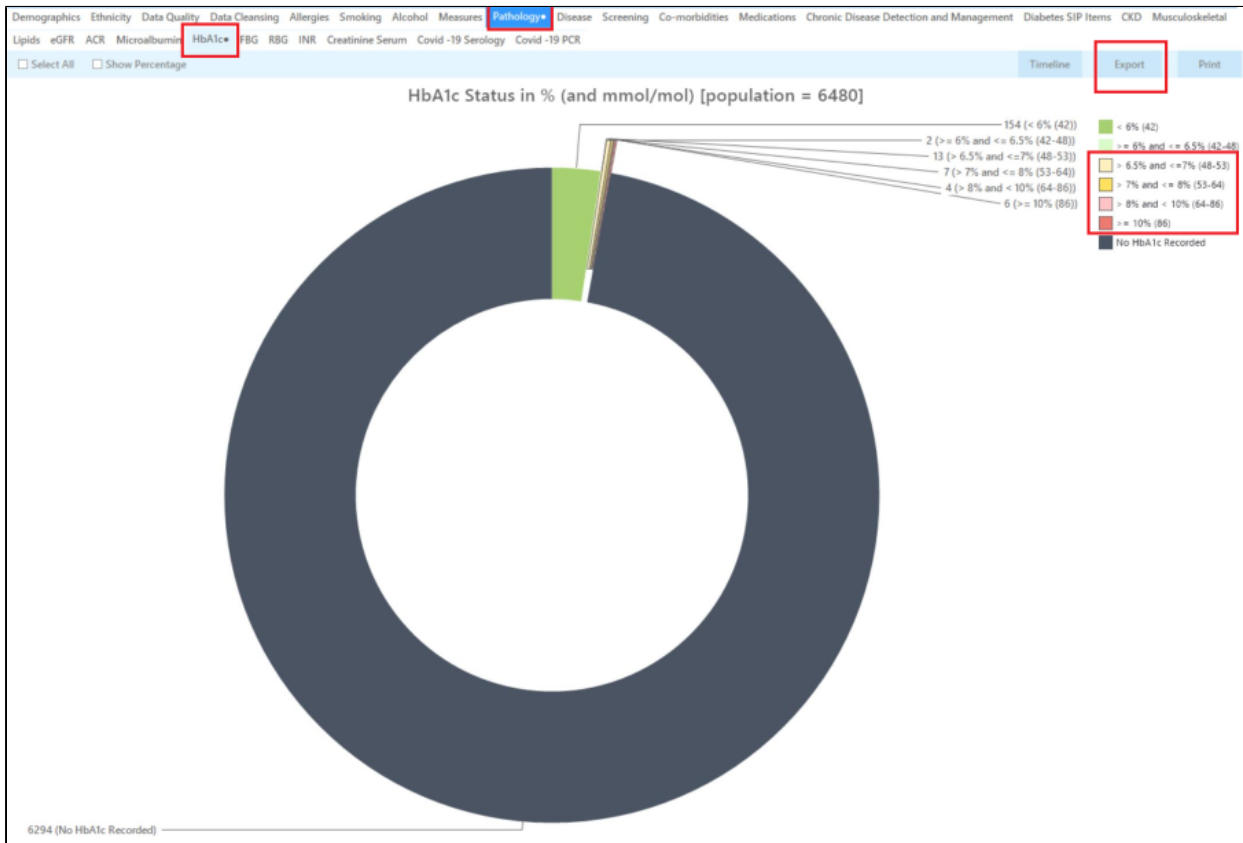 Demographics Ethnicity Data Quality Data Cleansing Allergies Smoking Alcohol Measures Pathology• Disease Screening Co-morbidities Medications Chronic Disease Detection and Management Diabetes SIP Items CKD Musculoskeletal
Lipids eGFR ACR Microalbumin HbA1c• FBG RBG INR Creatinine Serum Covid -19 Serology Covid -19 PCR
Select All Show Percentage Timeline Export Print
HbA1c Status in % (and mmol/mol) [population = 6480]
154 (< 6% (42))
2 (>= 6% and <= 6.5% (42-48))
13 (> 6.5% and <=7% (48-53))
7 (> 7% and <= 8% (53-64))
4 (> 8% and < 10% (64-86))
6 (>= 10% (86))
< 6% (42)
>= 6% and <= 6.5% (42-48)
> 6.5% and <=7% (48-53)
> 7% and <= 8% (53-64)
> 8% and < 10% (64-86)
>= 10% (86)
No HbA1c Recorded
6294 (No HbA1c Recorded)